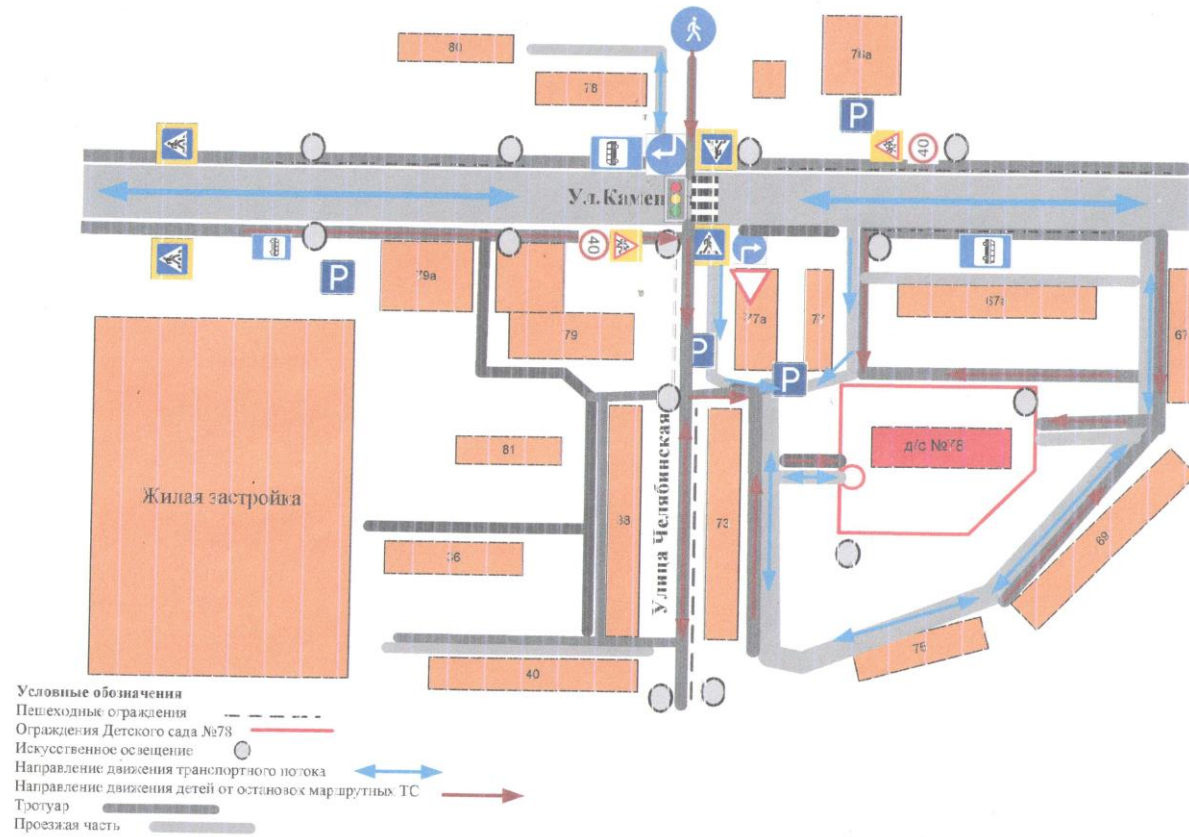 80
78
76а
P
40
Ул.Камен
40
P
79а
79
77а
77
67
P
P
81
38
73
д/с №78
Жилая застройка
Улица Челябинская
36
69
75
40
Условные обозначения
Пешеходные ограждения
Ограждения Детского сада №78
Искусственное освещение
Направление движения транспортного потока
Направление движения детей от остановок маршрутных ТС
Тротуар
Проезжая часть